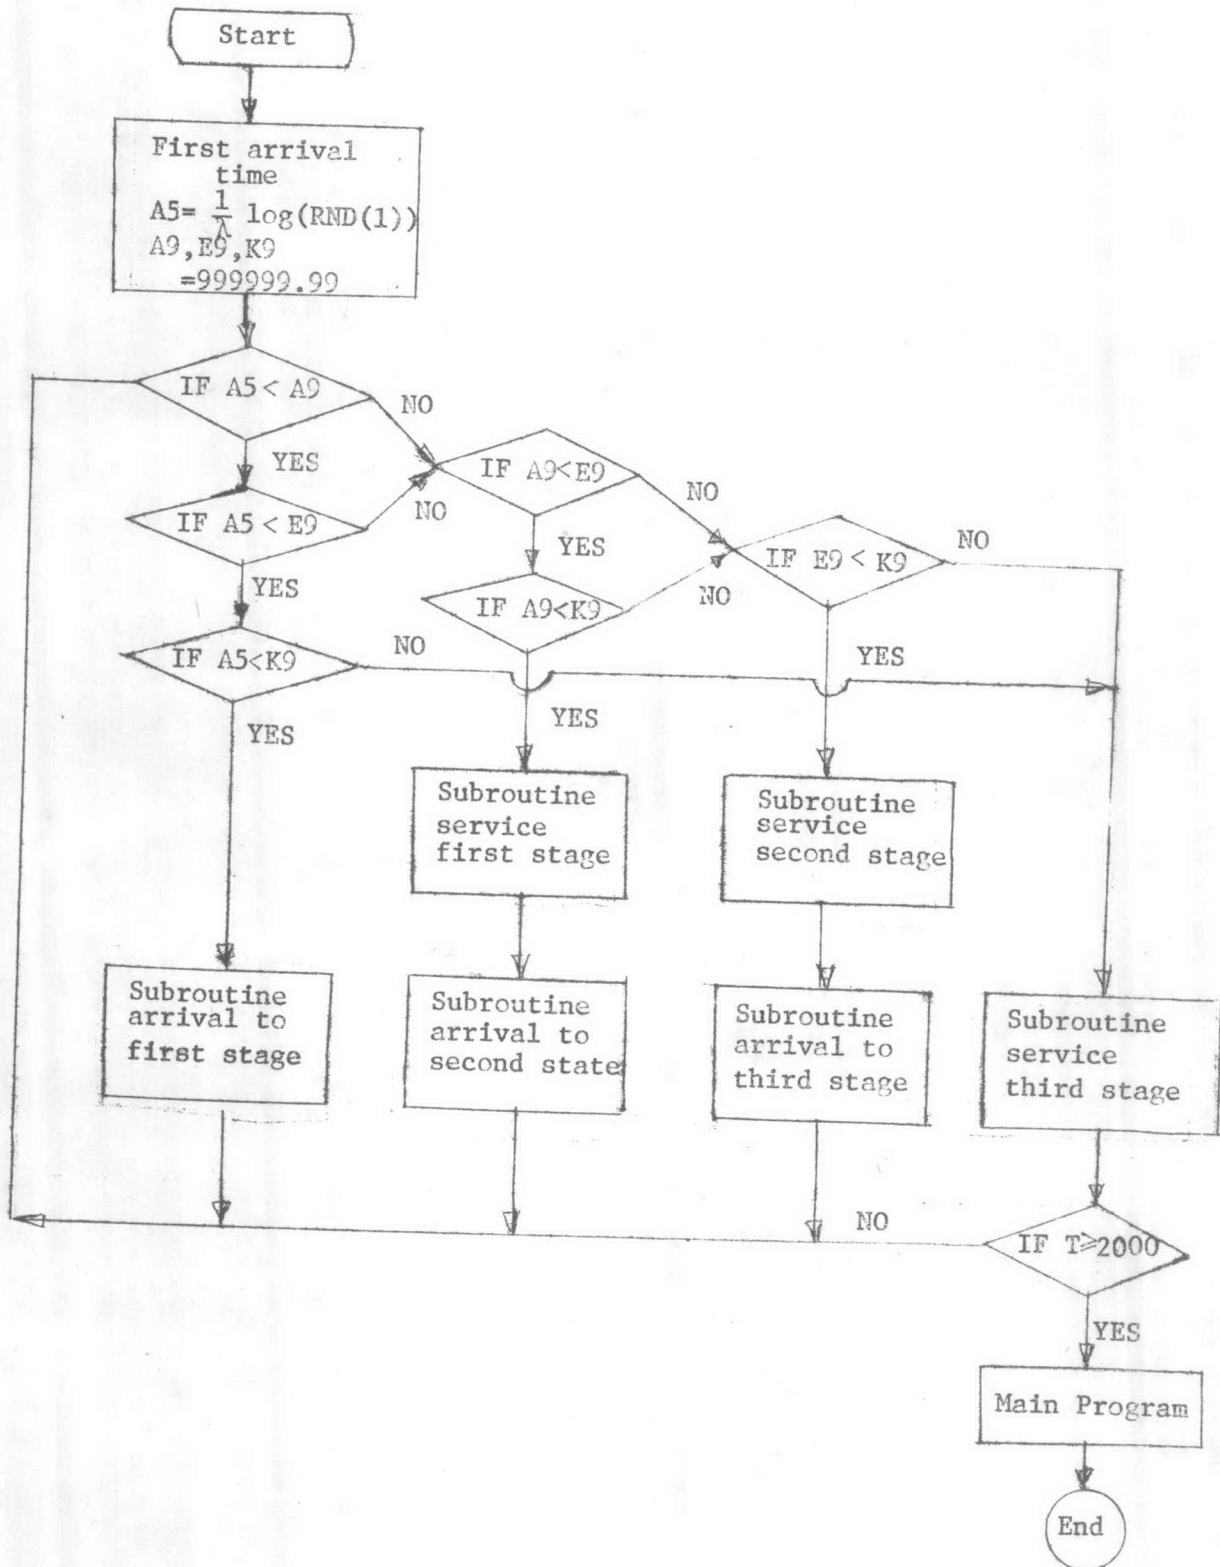 Start
First arrival
time
A5= 1/λ log(RND(1))
A9,E9,K9
=999999.99
IF A5 < A9
NO
YES
IF A9<E9
NO
IF A5 < E9
NO
YES
IF E9 < K9
NO
YES
IF A9<K9
NO
IF A5<K9
NO
YES
YES
YES
Subroutine
service
first stage
Subroutine
service
second stage
Subroutine
arrival to
first stage
Subroutine
arrival to
second state
Subroutine
arrival to
third stage
Subroutine
service
third stage
NO
IF T⩾2000
YES
Main Program
End